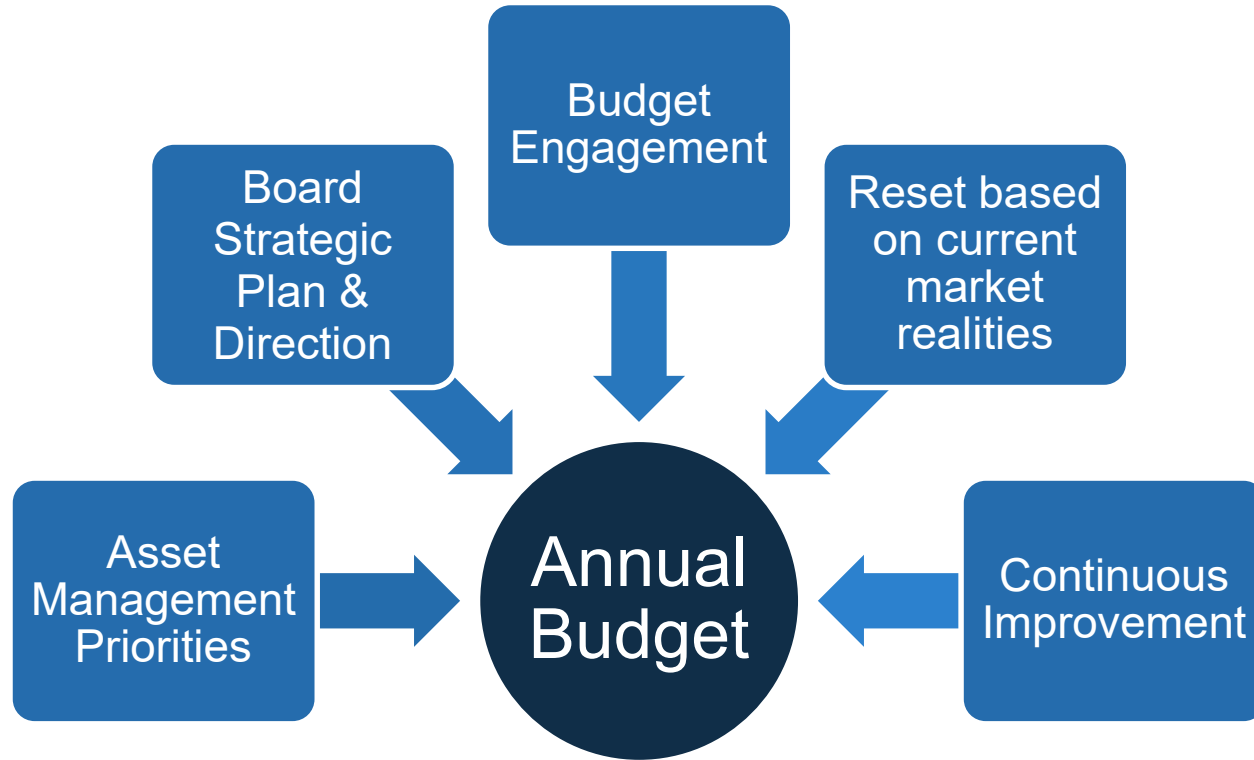 Budget
Engagement
Board
Strategic
Plan &
Direction
Reset based
on current
market
realities
Asset
Management
Priorities
Annual
Budget
Continuous
Improvement